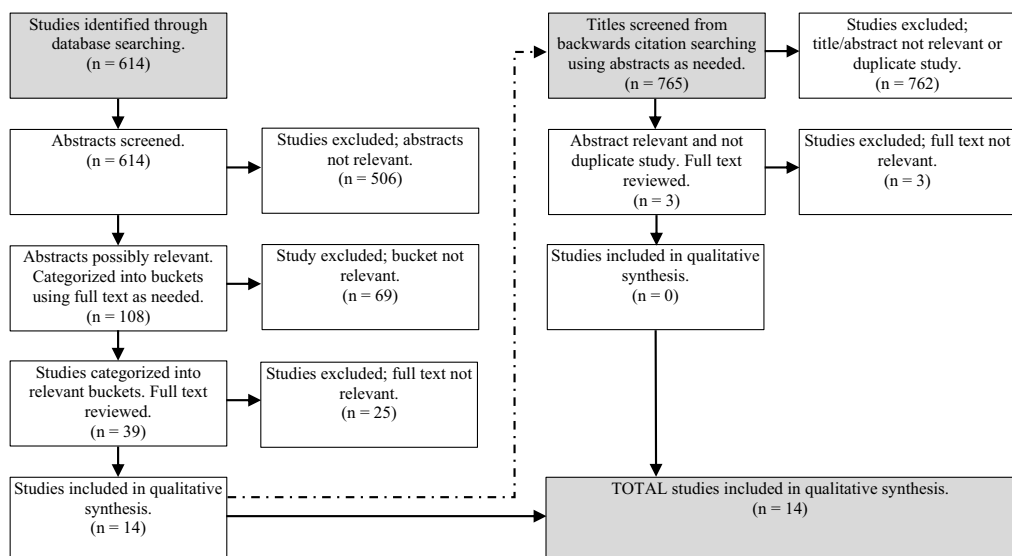 Studies identified through
database searching.
(n = 614)
Abstracts screened.
(n = 614)
Studies excluded; abstracts
not relevant.
(n = 506)
Abstracts possibly relevant.
Categorized into buckets
using full text as needed.
(n = 108)
Study excluded; bucket not
relevant.
(n = 69)
Studies categorized into
relevant buckets. Full text
reviewed.
(n = 39)
Studies excluded; full text not
relevant.
(n = 25)
Studies included in qualitative
synthesis.
(n = 14)
Titles screened from
backwards citation searching
using abstracts as needed.
(n = 765)
Studies excluded;
title/abstract not relevant or
duplicate study.
(n = 762)
Abstract relevant and not
duplicate study. Full text
reviewed.
(n = 3)
Studies excluded; full text not
relevant.
(n = 3)
Studies included in qualitative
synthesis.
(n = 0)
TOTAL studies included in qualitative synthesis.
(n = 14)